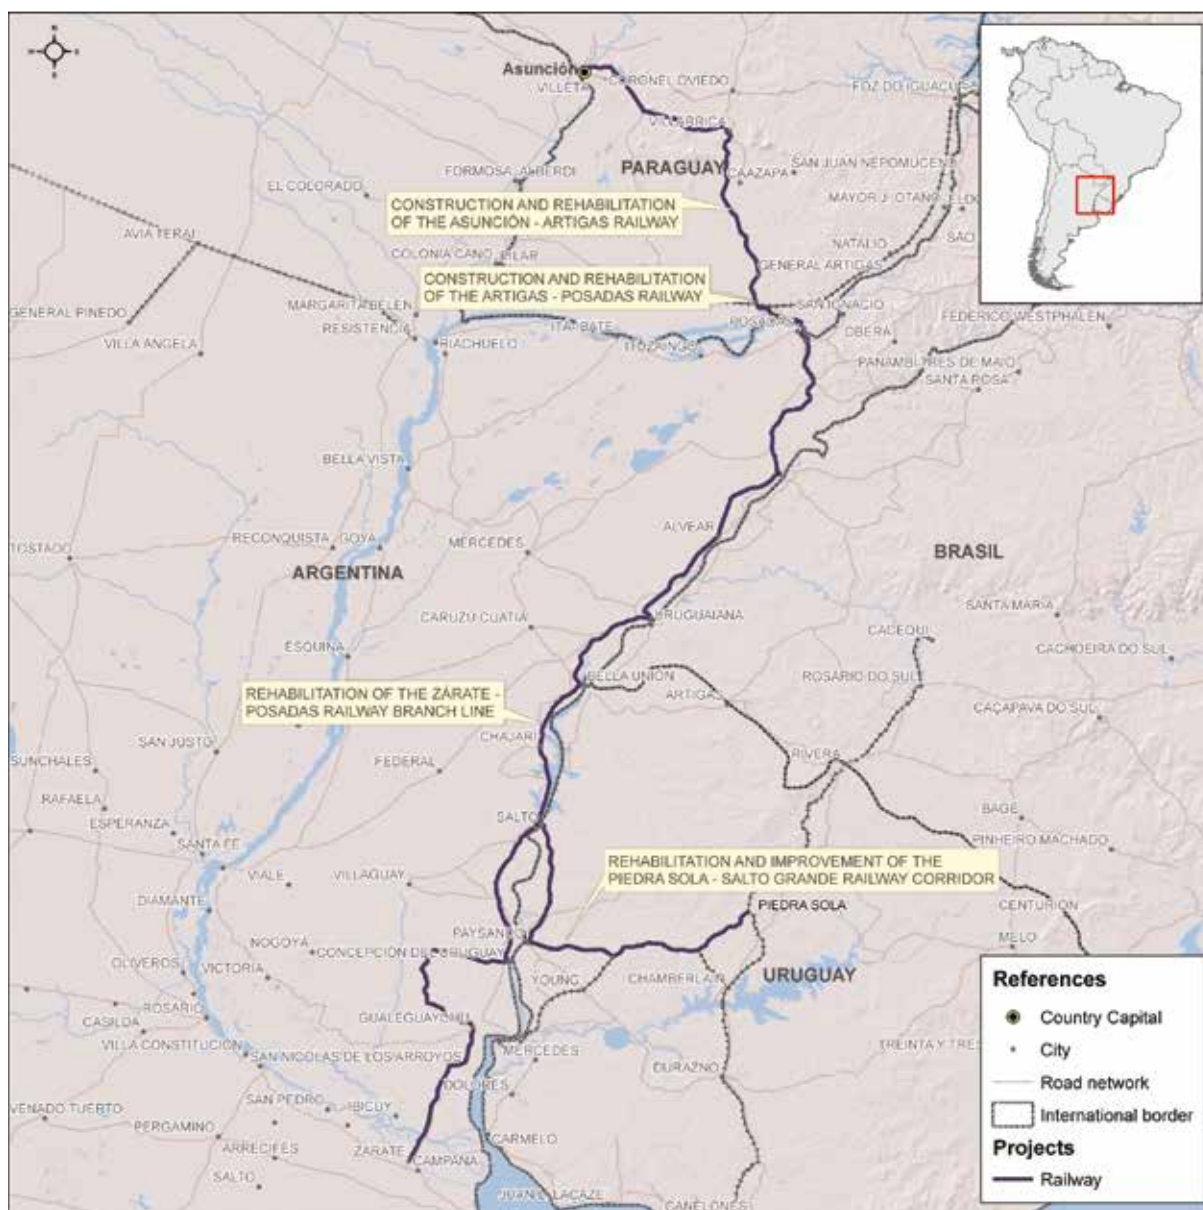 Asunción
VILLETA
CORONEL OVIEDO
FOZ DO IGUAÇU
VILLARRICA
PARAGUAY
CAAZAPA
SAN JUAN NEPOMUCENO
FORMOSA
ALBERDI
EL COLORADO
MAYOR J OTAÑO
CONSTRUCTION AND REHABILITATION
OF THE ASUNCIÓN - ARTIGAS RAILWAY
AVIA TERAI
NATALIO
SAO
COLONIA CANO
PILAR
GENERAL ARTIGAS
CONSTRUCTION AND REHABILITATION
OF THE ARTIGAS - POSADAS RAILWAY
GENERAL PINEDO
MARGARITA BELEN
SAN IGNACIO
FEDERICO WESTPHALEN
RESISTENCIA
ITA IBATE
POSADAS
OBERA
VILLA ANGELA
RIACHUELO
ITUZAINGO
PANAMBI
TRES DE MAIO
SANTA ROSA
BELLA VISTA
ALVEAR
RECONQUISTA
GOYA
MERCEDES
TOSTADO
BRASIL
ARGENTINA
CARUZU CUATIA
URUGUAIANA
SANTA MARIA
CACEQUI
ESQUINA
CACHOEIRA DO SUL
BELLA UNION
ROSARIO DO SUL
REHABILITATION OF THE ZÁRATE -
POSADAS RAILWAY BRANCH LINE
ARTIGAS
CAÇAPAVA DO SUL
CHAJARI
SAN JUSTO
RIVERA
SUNCHALES
FEDERAL
RAFAELA
BAGE
ESPERANZA
SALTO
SANTA FE
PINHEIRO MACHADO
REHABILITATION AND IMPROVEMENT OF THE
PIEDRA SOLA - SALTO GRANDE RAILWAY CORRIDOR
VIALE
VILLAGUAY
PIEDRA SOLA
CENTURION
DIAMANTE
PAYSANDU
NOGOYA
CONCEPCIÓN DEL URUGUAY
MELO
OLIVEROS
VICTORIA
YOUNG
CHAMBERLAIN
URUGUAY
ROSARIO
CASILDA
GUALEGUAYCHU
VILLA CONSTITUCION
SAN NICOLAS DE LOS ARROYOS
MERCEDES
TREINTA Y TRES
DURAZNO
DOLORES
VENADO TUERTO
SAN PEDRO
IBICUY
PERGAMINO
CARMELO
ARRECIFES
ZARATE
CAMPANA
SALTO
JUAN L LACAZE
CANELONES
References
Country Capital
City
Road network
International border
Projects
Railway